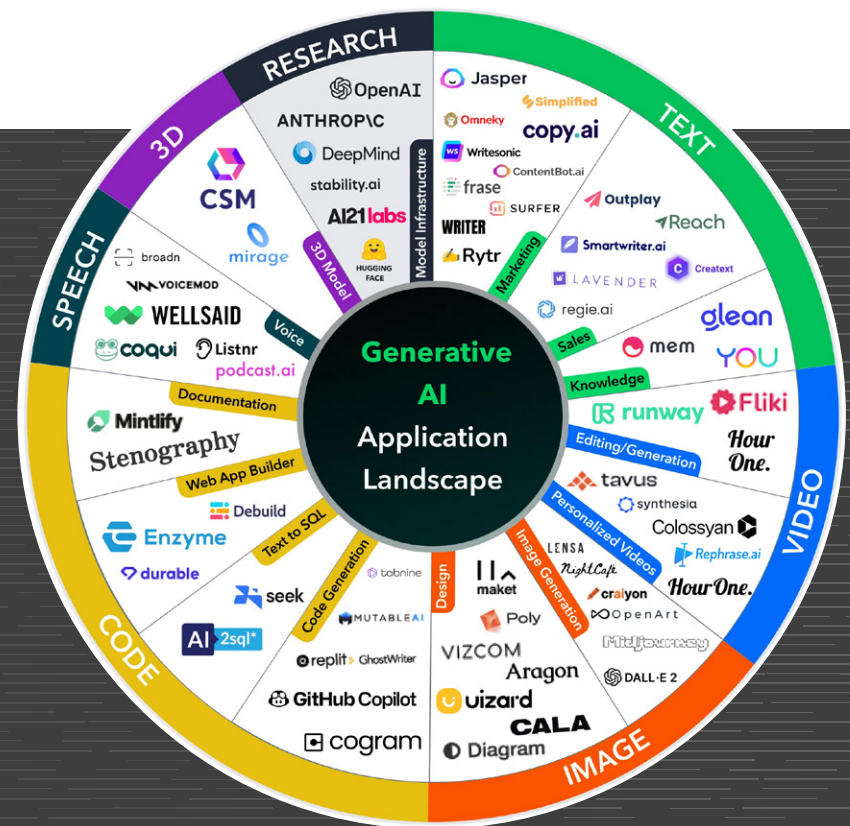 Generative
AI
Application
Landscape
RESEARCH
Model Infrastructure
OpenAI
ANTHROP\C
DeepMind
stability.ai
AI21labs
HUGGING
FACE
TEXT
Marketing
Jasper
Simplified
Omneky
copy.ai
WS Writesonic
ContentBot.ai
frase
SURFER
WRITER
Rytr
Sales
Outplay
Reach
Smartwriter.ai
C Creatext
LAVENDER
regie.ai
Knowledge
glean
mem
YOU
VIDEO
Editing/Generation
runway
Fliki
Hour
One.
Personalized Videos
tavus
synthesia
Colossyan
Rephrase.ai
HourOne.
IMAGE
Image Generation
LENSA
NightCafe
craiyon
OpenArt
Midjourney
DALL·E 2
Design
maket
Poly
VIZCOM
Aragon
uizard
CALA
Diagram
CODE
Code Generation
tabnine
MUTABLEAI
replit GhostWriter
GitHub Copilot
cogram
Text to SQL
seek
AI 2sql*
Web App Builder
Debuild
Enzyme
durable
Documentation
Mintlify
Stenography
SPEECH
Voice
broadn
VOICEMOD
WELLSAID
coqui
Listnr
podcast.ai
3D
3D Model
CSM
mirage